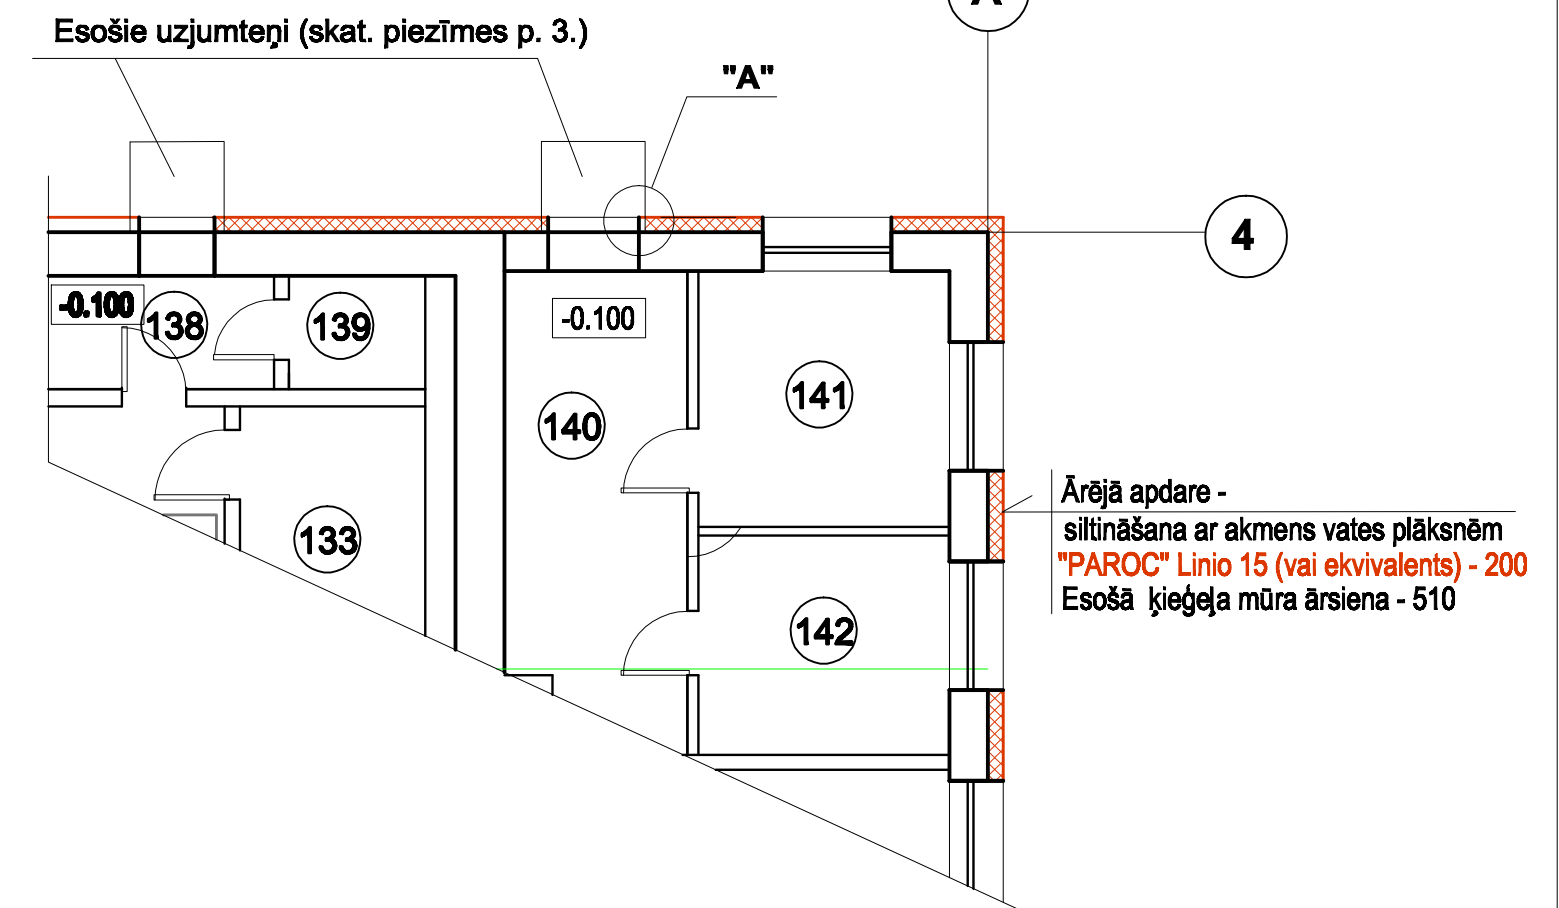 Esošie uzjumteņi (skat. piezīmes p. 3.)
"A"
4
-0.100
138
139
-0.100
141
140
133
142
Ārējā apdare -
siltināšana ar akmens vates plāksnēm
"PAROC" Linio 15 (vai ekvivalents) - 200
Esošā ķieģeļa mūra ārsiena - 510